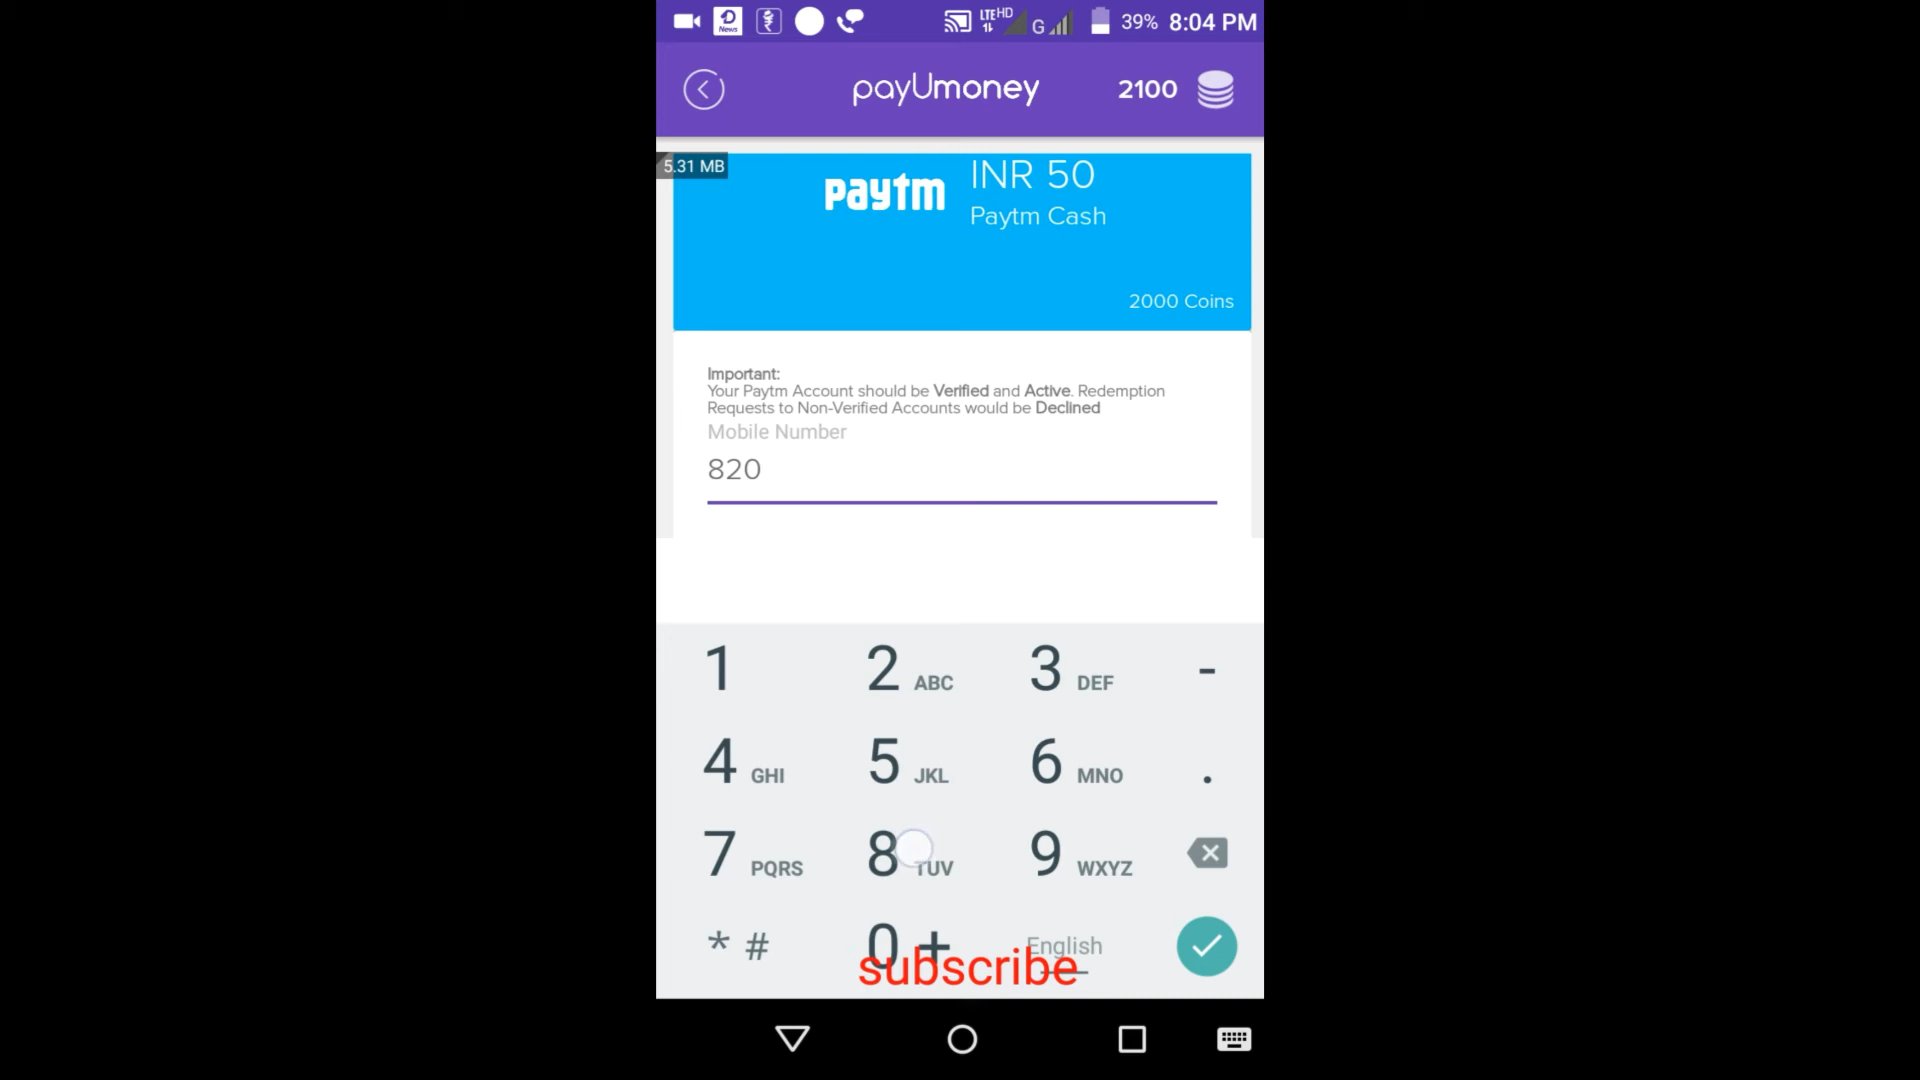 News LTE HD G 39% 8:04 PM
payUmoney 2100
5.31 MB
paytm INR 50
Paytm Cash
2000 Coins
Important:
Your Paytm Account should be Verified and Active. Redemption
Requests to Non-Verified Accounts would be Declined
Mobile Number
820
1 2 ABC 3 DEF -
4 GHI 5 JKL 6 MNO .
7 PQRS 8 TUV 9 WXYZ
* # 0 + English
subscribe